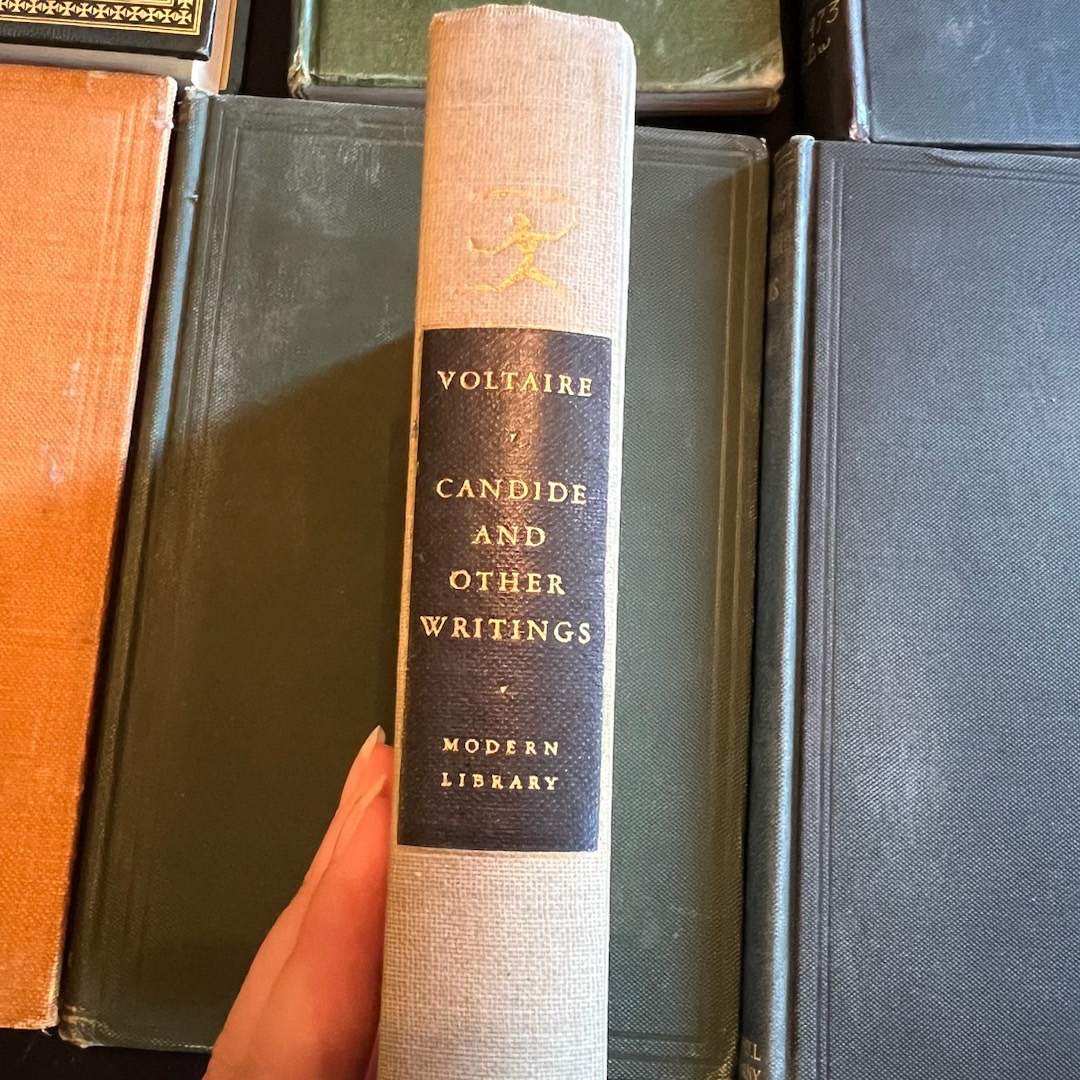 VOLTAIRE
CANDIDE
AND
OTHER
WRITINGS
MODERN
LIBRARY